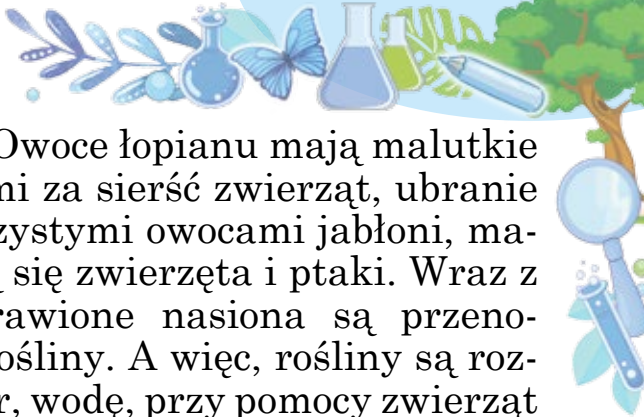 Owoce łopianu mają malutkie
mi za sierść zwierząt, ubranie
zystymi owocami jabłoni, ma-
się zwierzęta i ptaki. Wraz z
rawione nasiona są przeno-
ośliny. A więc, rośliny są roz-
r, wodę, przy pomocy zwierząt